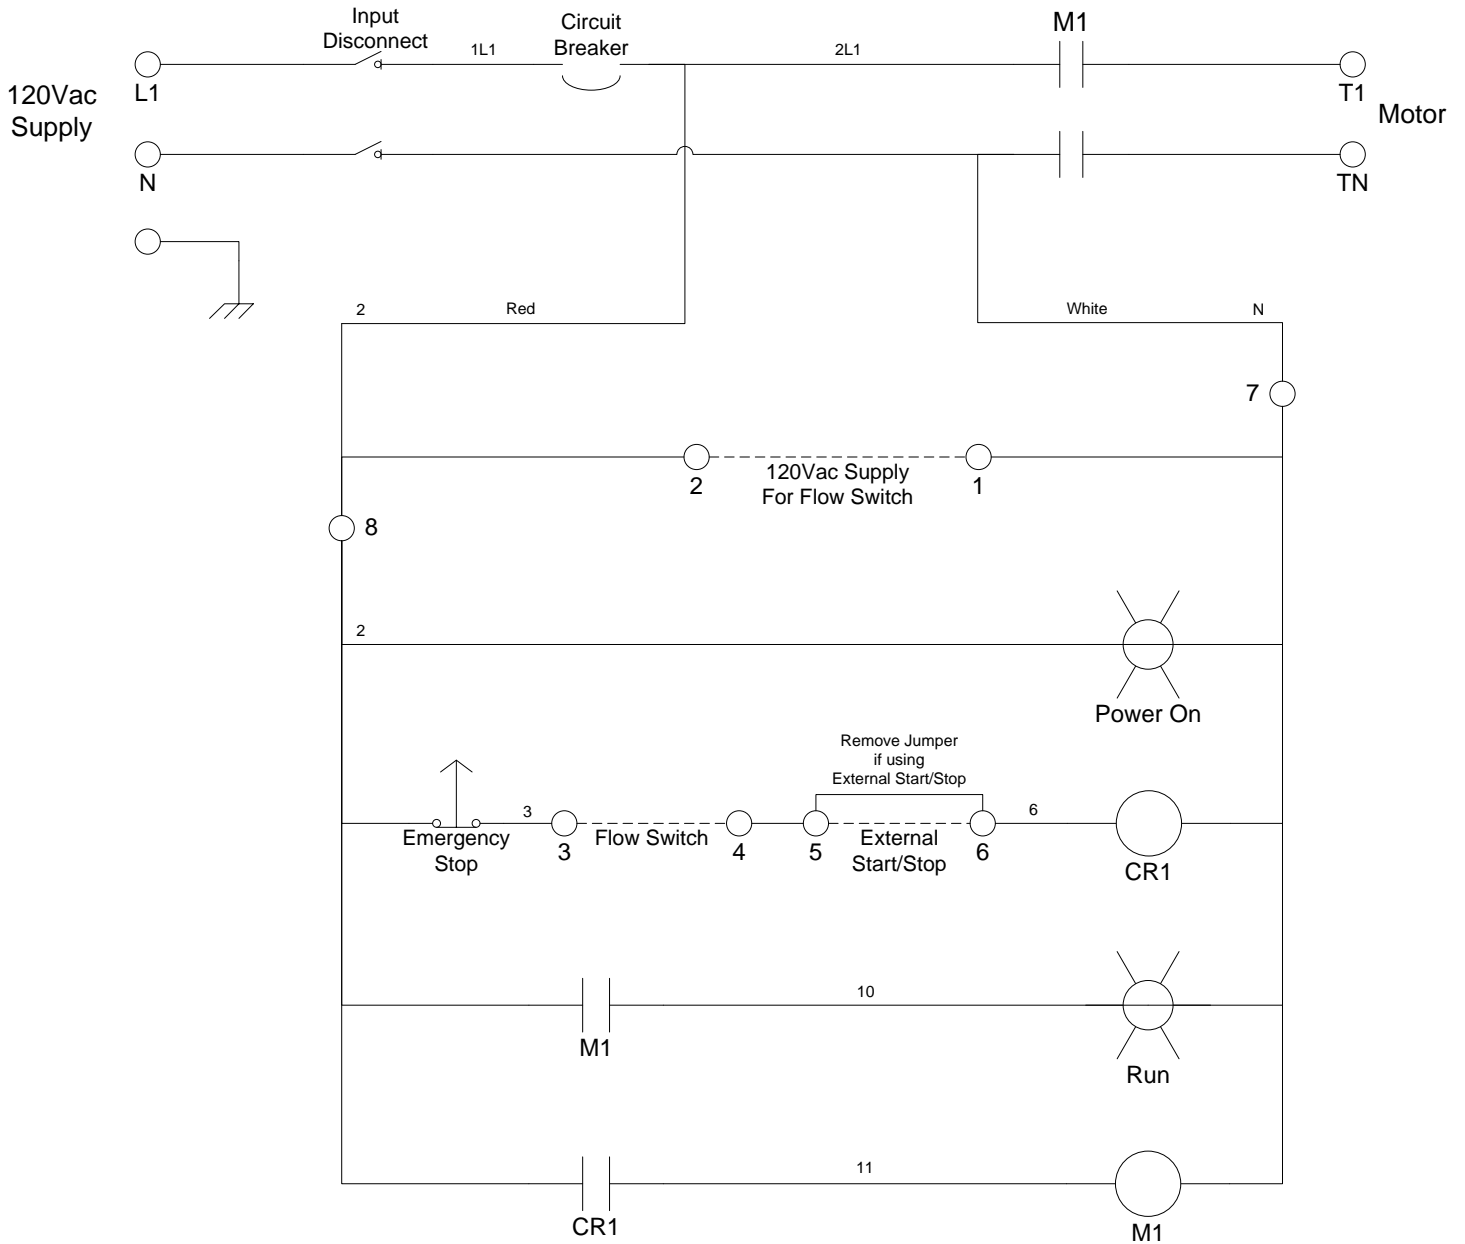 Input
Disconnect
1L1
Circuit
Breaker
2L1
M1
120Vac
Supply
L1
T1
Motor
N
TN
2
Red
White
N
7
2
120Vac Supply
For Flow Switch
1
8
2
Power On
Remove Jumper
if using
External Start/Stop
Emergency
Stop
3
3
Flow Switch
4
5
External
Start/Stop
6
6
CR1
M1
10
Run
CR1
11
M1